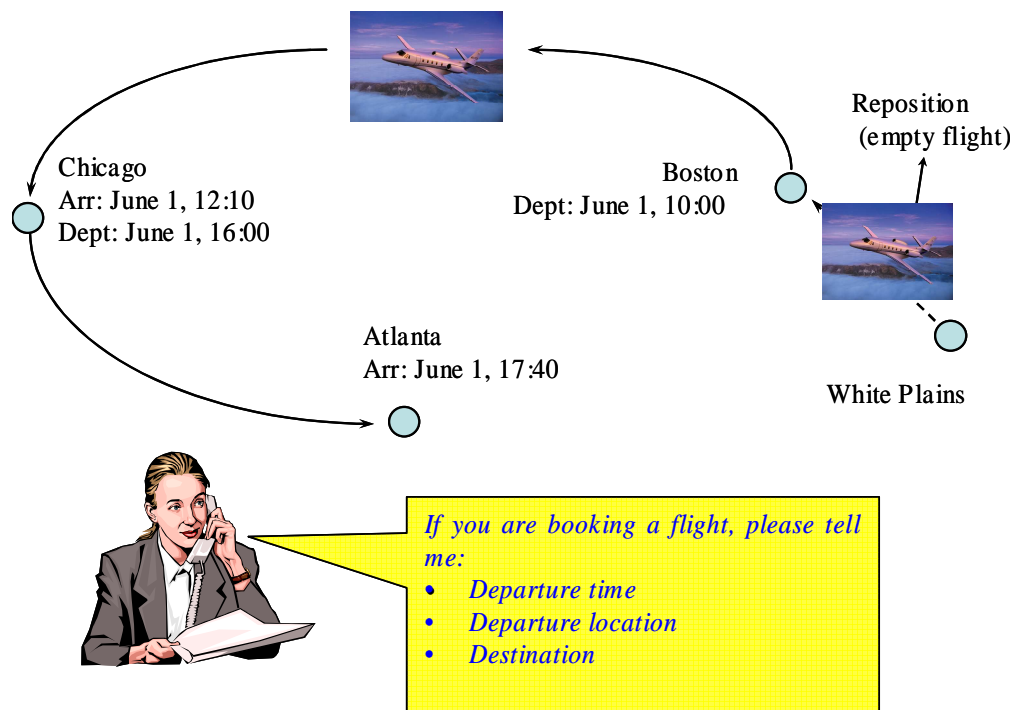 Reposition
(empty flight)
Chicago
Arr: June 1, 12:10
Dept: June 1, 16:00
Boston
Dept: June 1, 10:00
Atlanta
Arr: June 1, 17:40
White Plains
If you are booking a flight, please tell
me:
• Departure time
• Departure location
• Destination